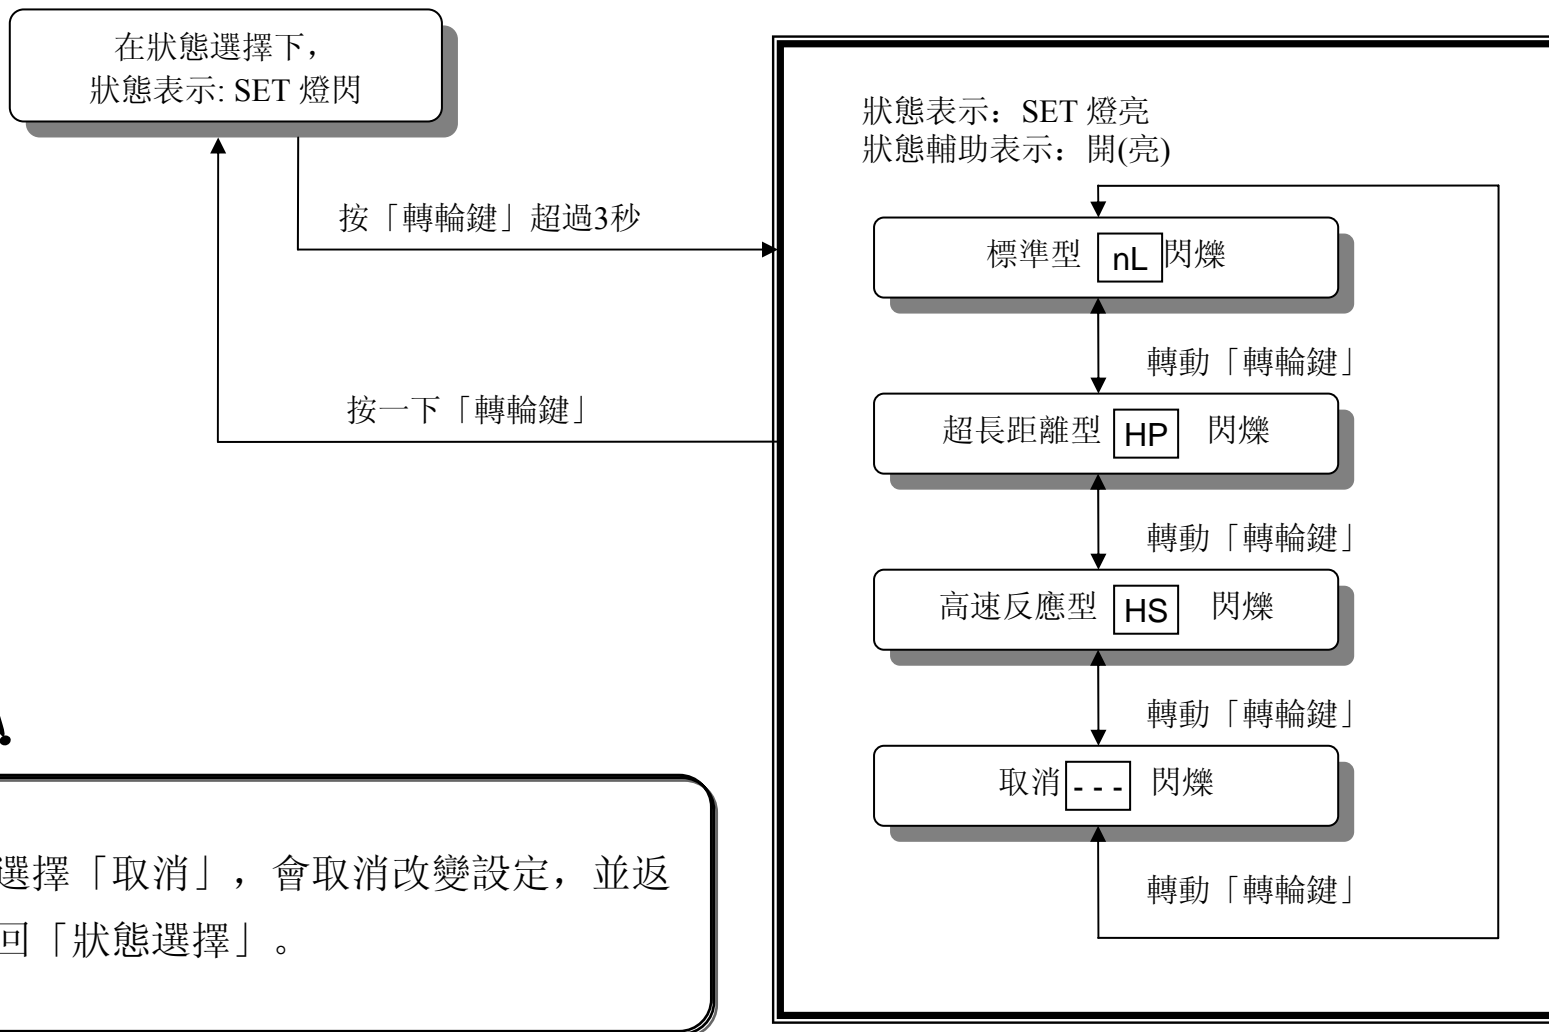 在狀態選擇下，
狀態表示: SET 燈閃
按「轉輪鍵」超過3秒
按一下「轉輪鍵」
狀態表示：SET 燈亮
狀態輔助表示：開(亮)
標準型 nL 閃爍
轉動「轉輪鍵」
超長距離型 HP 閃爍
轉動「轉輪鍵」
高速反應型 HS 閃爍
轉動「轉輪鍵」
取消 - - - 閃爍
轉動「轉輪鍵」
選擇「取消」，會取消改變設定，並返
回「狀態選擇」。